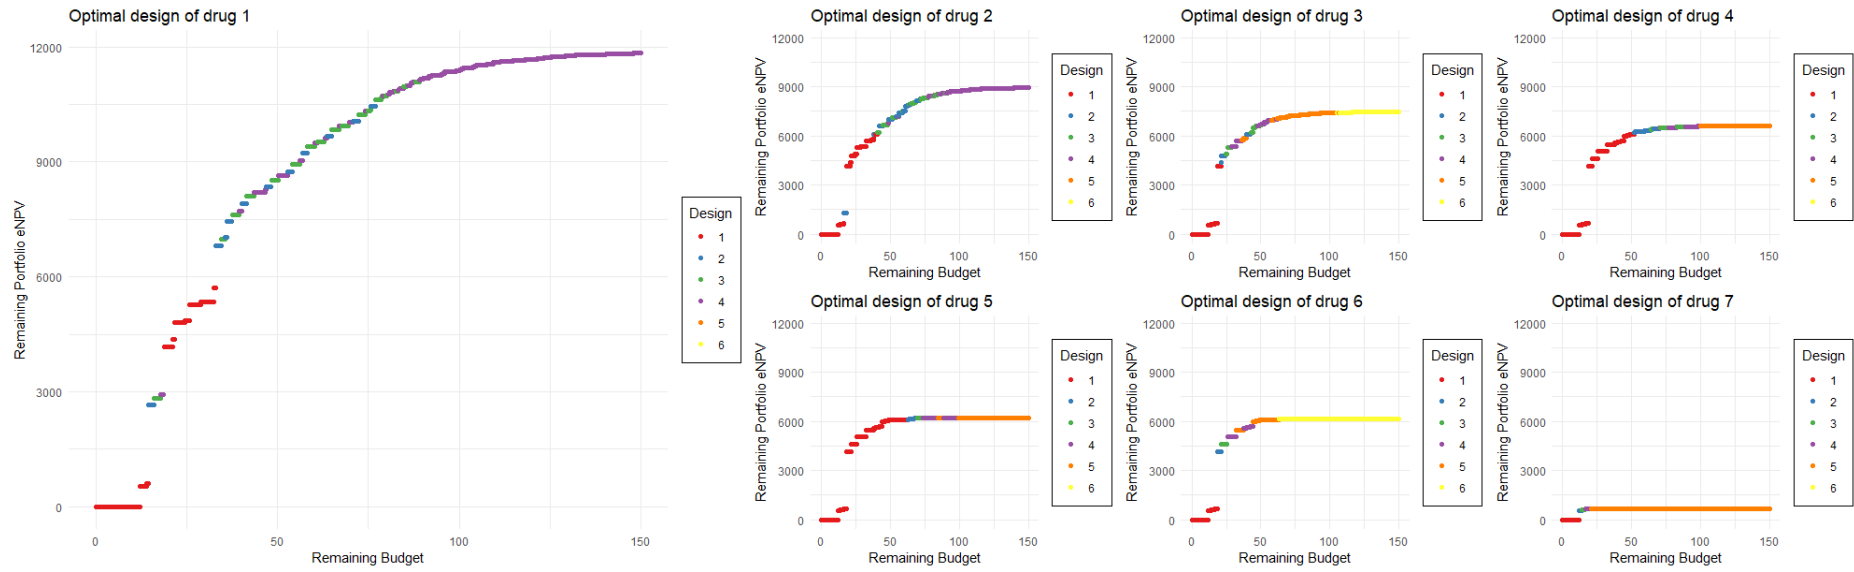 Optimal design of drug 1
Remaining Portfolio eNPV
12000
9000
6000
3000
0
0 50 100 150
Remaining Budget
Design
1
2
3
4
5
6
Optimal design of drug 2
Remaining Portfolio eNPV
12000
9000
6000
3000
0
0 50 100 150
Remaining Budget
Design
1
2
3
4
5
6
Optimal design of drug 3
Remaining Portfolio eNPV
12000
9000
6000
3000
0
0 50 100 150
Remaining Budget
Design
1
2
3
4
5
6
Optimal design of drug 4
Remaining Portfolio eNPV
12000
9000
6000
3000
0
0 50 100 150
Remaining Budget
Design
1
2
3
4
5
6
Optimal design of drug 5
Remaining Portfolio eNPV
12000
9000
6000
3000
0
0 50 100 150
Remaining Budget
Design
1
2
3
4
5
6
Optimal design of drug 6
Remaining Portfolio eNPV
12000
9000
6000
3000
0
0 50 100 150
Remaining Budget
Design
1
2
3
4
5
6
Optimal design of drug 7
Remaining Portfolio eNPV
12000
9000
6000
3000
0
0 50 100 150
Remaining Budget
Design
1
2
3
4
5
6